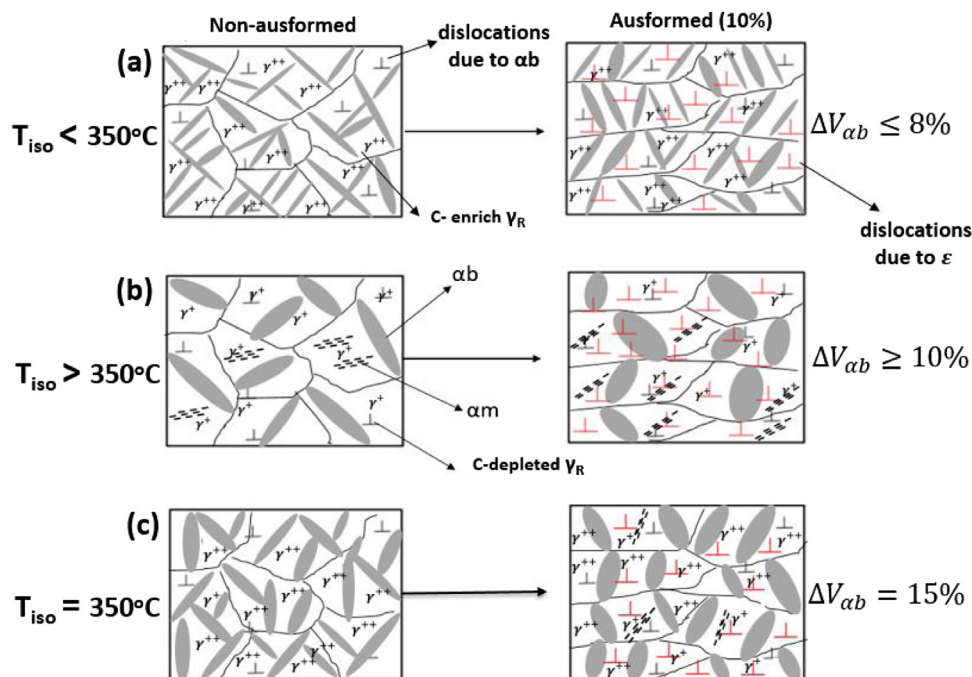 Non-ausformed
Ausformed (10%)
dislocations
due to αb
(a)
T_iso < 350°C
γ++ γ++ γ++ γ++ γ++ γ++ γ++ γ++ γ++
γ++ γ++ γ++ γ++ γ++ γ++
ΔV_αb ≤ 8%
C- enrich γ_R
dislocations
due to ε
(b)
αb
T_iso > 350°C
γ+ γ+ γ+ γ+ γ+ γ+ γ+
γ+ γ+ γ+ γ+ γ+
ΔV_αb ≥ 10%
αm
C-depleted γ_R
(c)
T_iso = 350°C
γ++ γ++ γ++ γ++ γ++ γ++ γ++ γ++ γ++
γ++ γ+ γ++ γ++ γ++ γ+ γ+ γ++ γ+
ΔV_αb = 15%